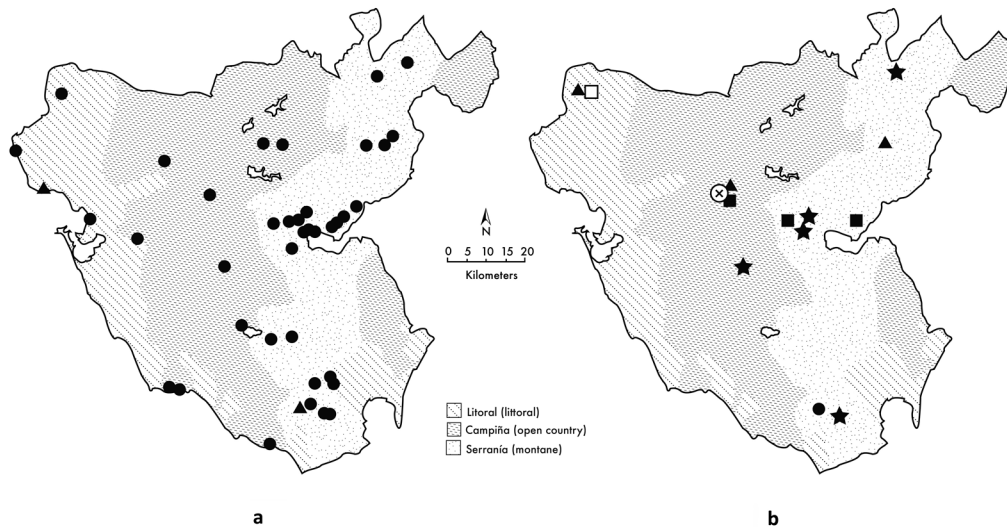 N
0 5 10 15 20
Kilometers
Litoral (littoral)
Campiña (open country)
Serranía (montane)
a
b